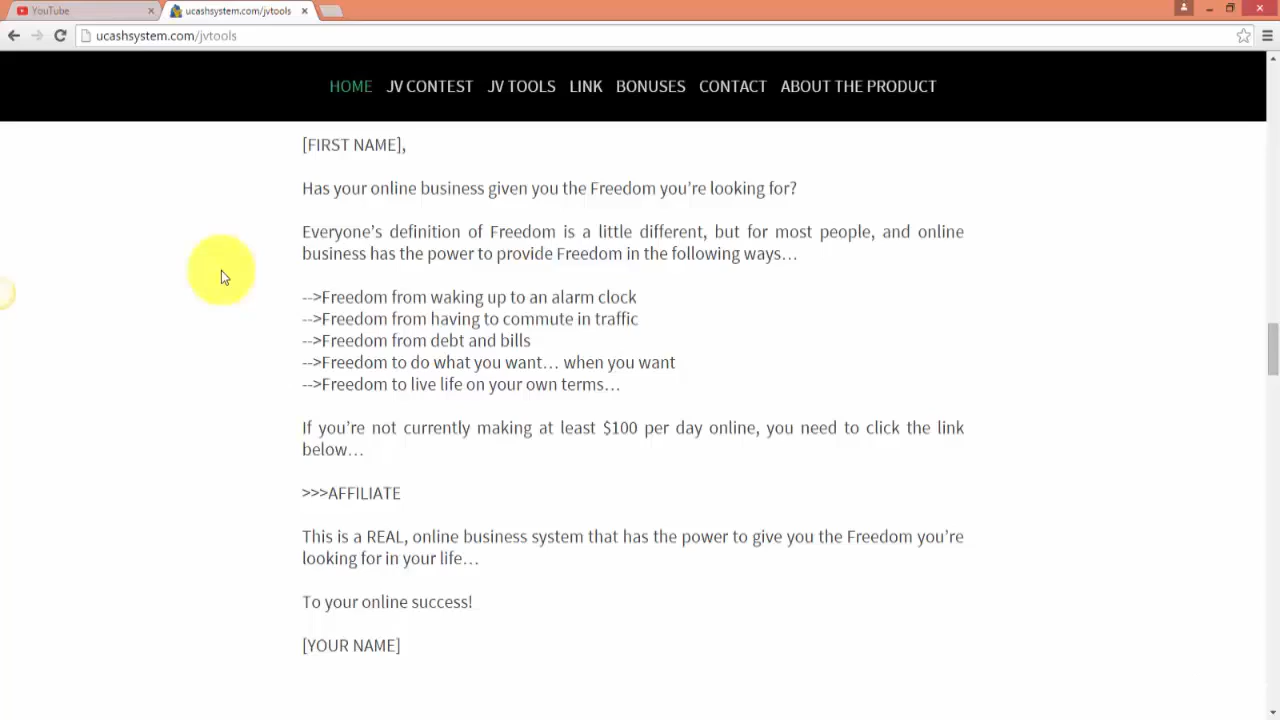 YouTube
ucashsystem.com/jvtools
ucashsystem.com/jvtools
HOME JV CONTEST JV TOOLS LINK BONUSES CONTACT ABOUT THE PRODUCT
[FIRST NAME],
Has your online business given you the Freedom you’re looking for?
Everyone’s definition of Freedom is a little different, but for most people, and online
business has the power to provide Freedom in the following ways…
-->Freedom from waking up to an alarm clock
-->Freedom from having to commute in traffic
-->Freedom from debt and bills
-->Freedom to do what you want… when you want
-->Freedom to live life on your own terms…
If you’re not currently making at least $100 per day online, you need to click the link
below…
>>>AFFILIATE
This is a REAL, online business system that has the power to give you the Freedom you’re
looking for in your life…
To your online success!
[YOUR NAME]